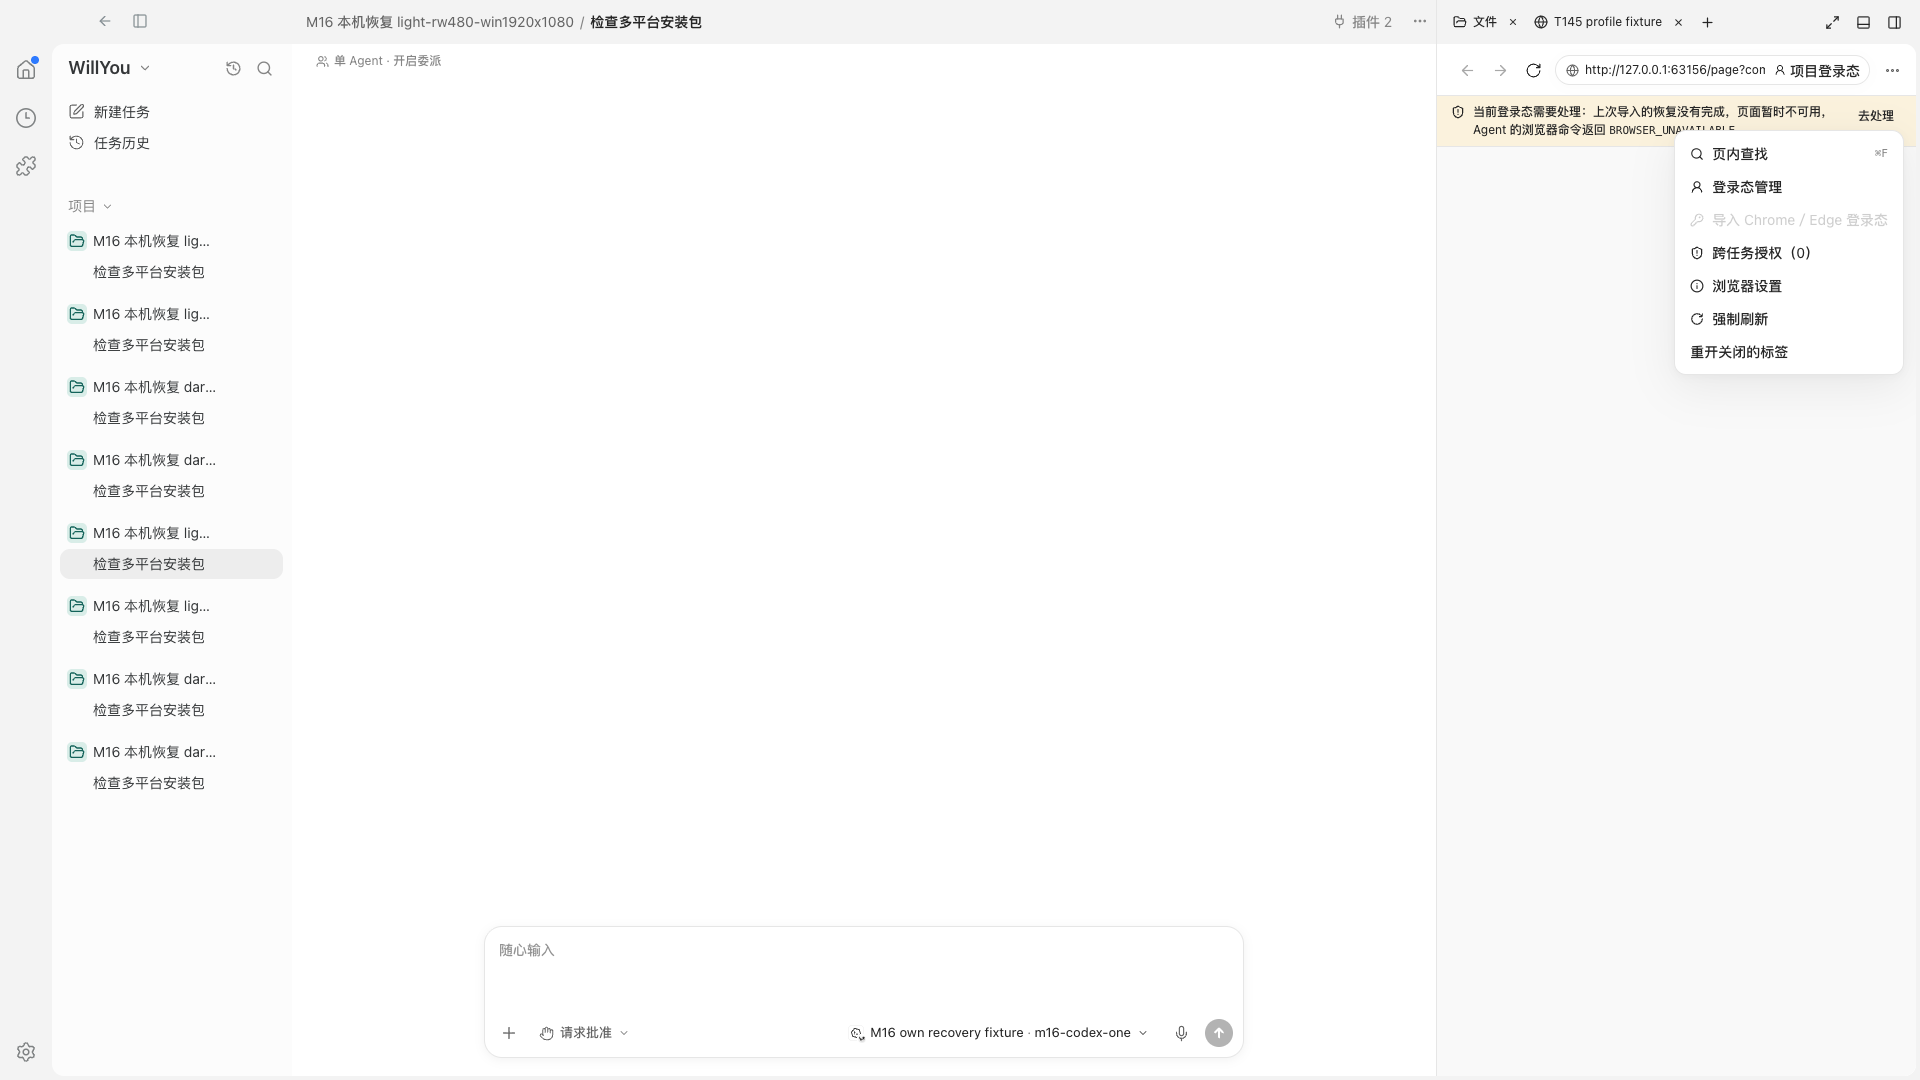 M16 本机恢复 light-rw480-win1920x1080 / 检查多平台安装包
插件 2
文件
T145 profile fixture
WillYou
单 Agent · 开启委派
http://127.0.0.1:63156/page?con
项目登录态
新建任务
任务历史
当前登录态需要处理：上次导入的恢复没有完成，页面暂时不可用，
Agent 的浏览器命令返回 BROWSER_UNAVAILABLE
去处理
页内查找 ⌘F
登录态管理
导入 Chrome / Edge 登录态
跨任务授权（0）
浏览器设置
强制刷新
重开关闭的标签
项目
M16 本机恢复 lig...
检查多平台安装包
M16 本机恢复 lig...
检查多平台安装包
M16 本机恢复 dar...
检查多平台安装包
M16 本机恢复 dar...
检查多平台安装包
M16 本机恢复 lig...
检查多平台安装包
M16 本机恢复 lig...
检查多平台安装包
M16 本机恢复 dar...
检查多平台安装包
M16 本机恢复 dar...
检查多平台安装包
随心输入
请求批准
M16 own recovery fixture · m16-codex-one